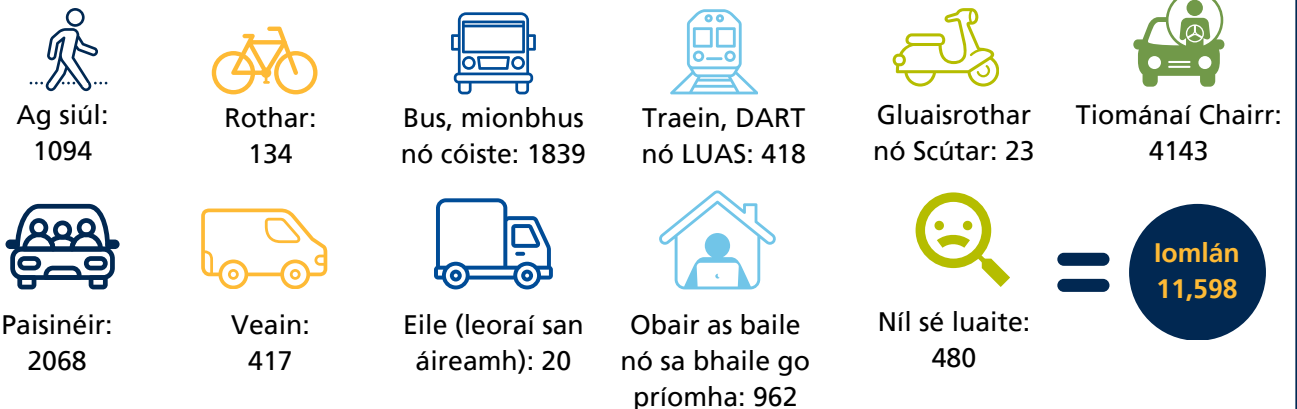 Ag siúl:
1094
Rothar:
134
Bus, mionbhus
nó cóiste: 1839
Traein, DART
nó LUAS: 418
Gluaisrothar
nó Scútar: 23
Tiománaí Chairr:
4143
Paisinéir:
2068
Veain:
417
Eile (leoraí san
áireamh): 20
Obair as baile
nó sa bhaile go
príomha: 962
Níl sé luaite:
480
=
Iomlán
11,598